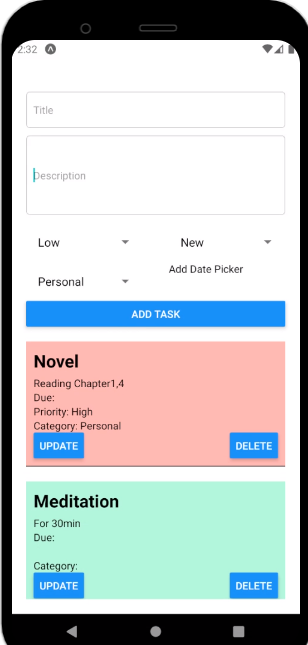 2:32
Title
Description
Low New
Personal Add Date Picker
ADD TASK
Novel
Reading Chapter1,4
Due:
Priority: High
Category: Personal
UPDATE DELETE
Meditation
For 30min
Due:
Category:
UPDATE DELETE